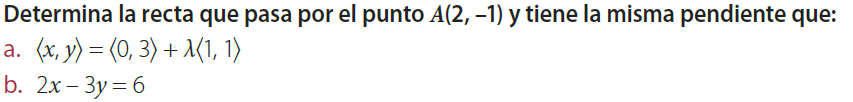 Determina la recta que pasa por el punto A(2, –1) y tiene la misma pendiente que:
a. ⟨x, y⟩ = ⟨0, 3⟩ + λ⟨1, 1⟩
b. 2x – 3y = 6